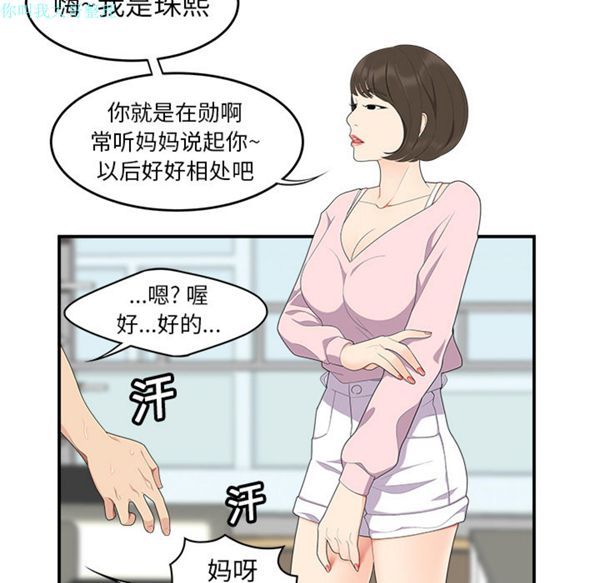 嗨~我是珠熙
你就是在勋啊
常听妈妈说起你~
以后好好相处吧
...嗯? 喔
好...好的...
汗
汗
妈呀